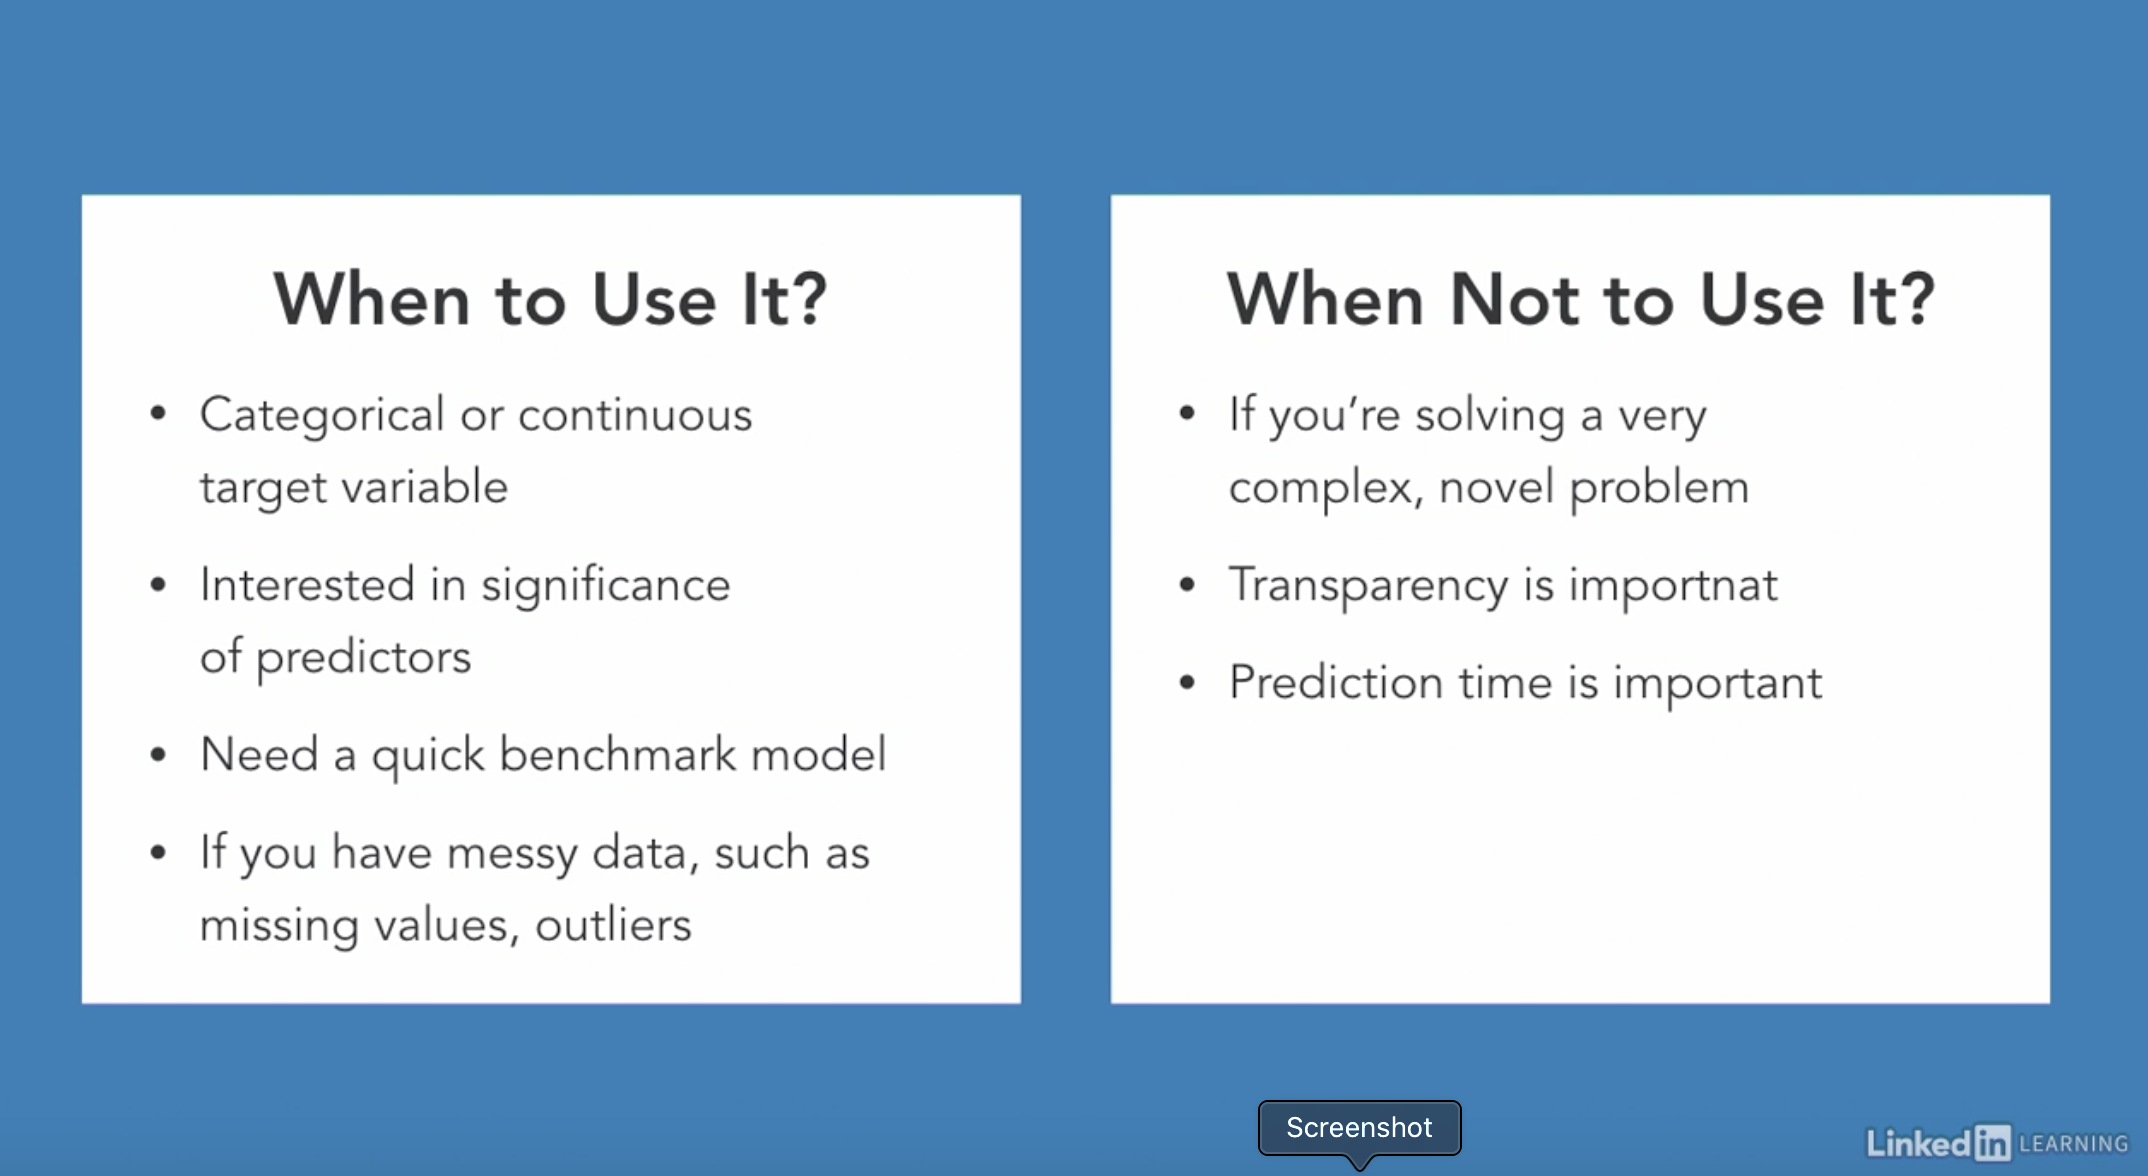 When to Use It?
• Categorical or continuous
target variable
• Interested in significance
of predictors
• Need a quick benchmark model
• If you have messy data, such as
missing values, outliers
When Not to Use It?
• If you’re solving a very
complex, novel problem
• Transparency is importnat
• Prediction time is important
Screenshot
Linked in LEARNING